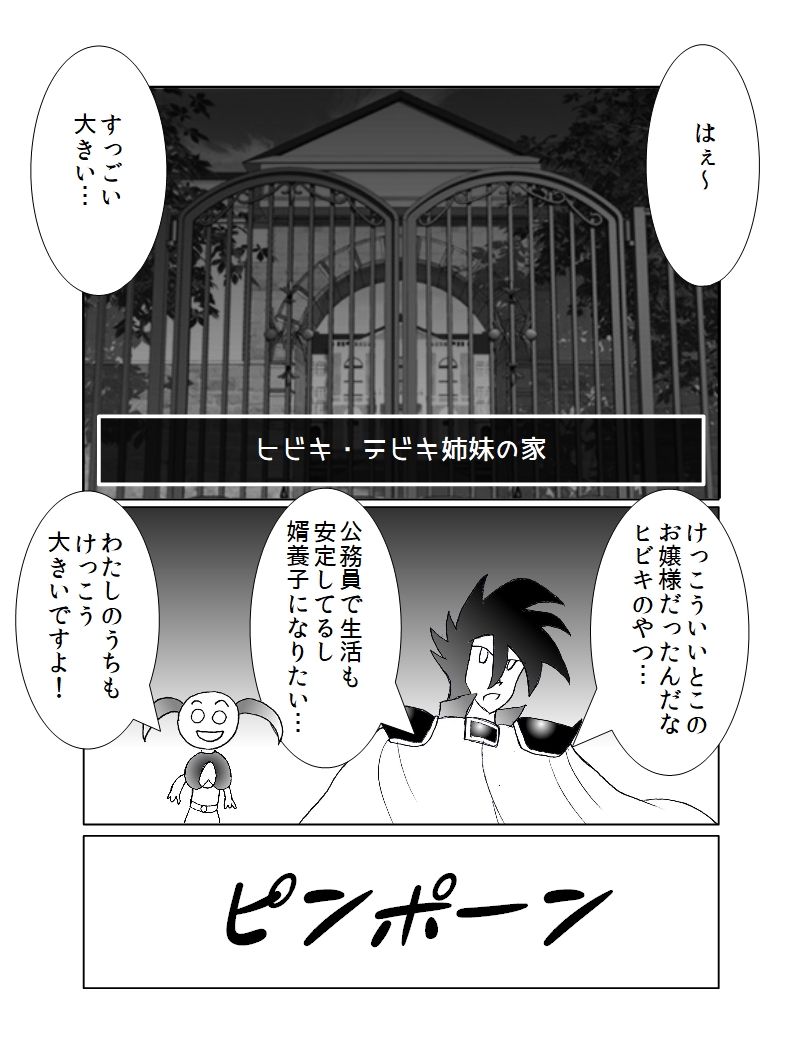 はぇ～
すっごい
大きい…
ヒビキ・テビキ姉妹の家
けっこういいとこの
お嬢様だったんだな
ヒビキのやつ…
公務員で生活も
安定してるし
婿養子になりたい…
わたしのうちも
けっこう
大きいですよ！
ピンポーン